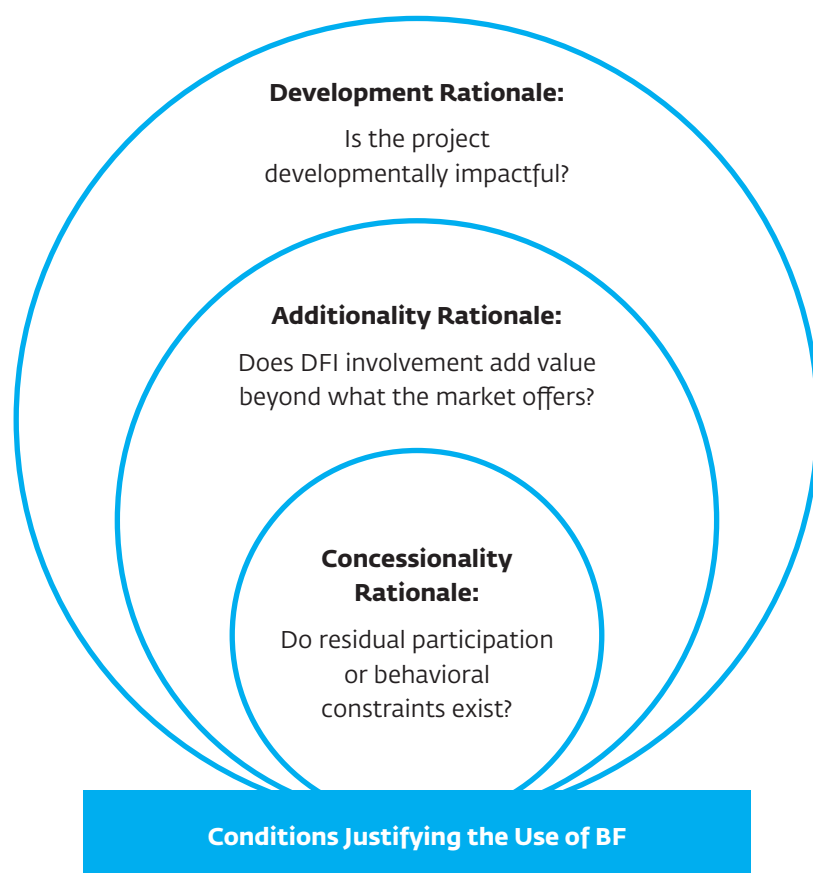 Development Rationale:
Is the project
developmentally impactful?
Additionality Rationale:
Does DFI involvement add value
beyond what the market offers?
Concessionality
Rationale:
Do residual participation
or behavioral
constraints exist?
Conditions Justifying the Use of BF